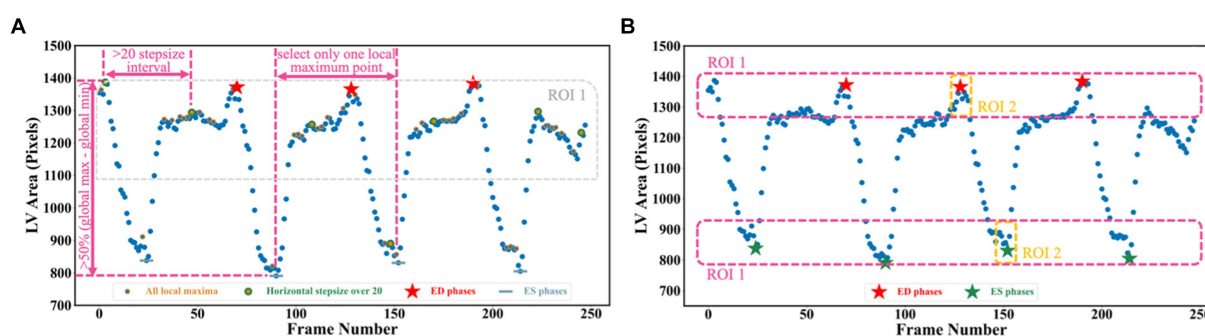 A
B
1500
1400
1300
1200
1100
1000
900
800
700
LV Area (Pixels)
>50% (global max - global min)
>20 stepsize
interval
select only one local
maximum point
ROI 1
All local maxima
Horizontal stepsize over 20
ED phases
ES phases
0
50
100
150
200
250
Frame Number
1500
1400
1300
1200
1100
1000
900
800
700
LV Area (Pixels)
ROI 1
ROI 2
ROI 2
ROI 1
ED phases
ES phases
0
50
100
150
200
250
Frame Number